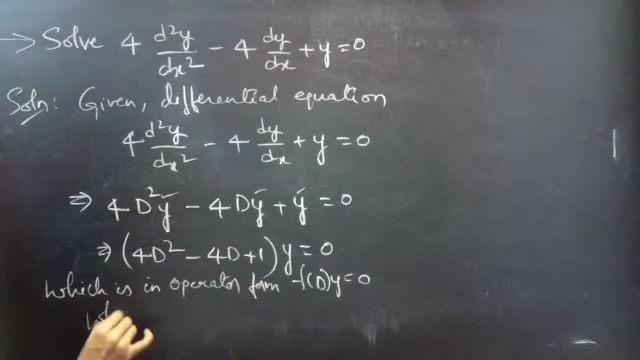 → Solve 4 d²y/dx² - 4 dy/dx + y = 0
Soln: Given, differential equation
4 d²y/dx² - 4 dy/dx + y = 0
⇒ 4D²y - 4Dy + y = 0
⇒ (4D² - 4D + 1) y = 0
which is in operator form f(D)y = 0